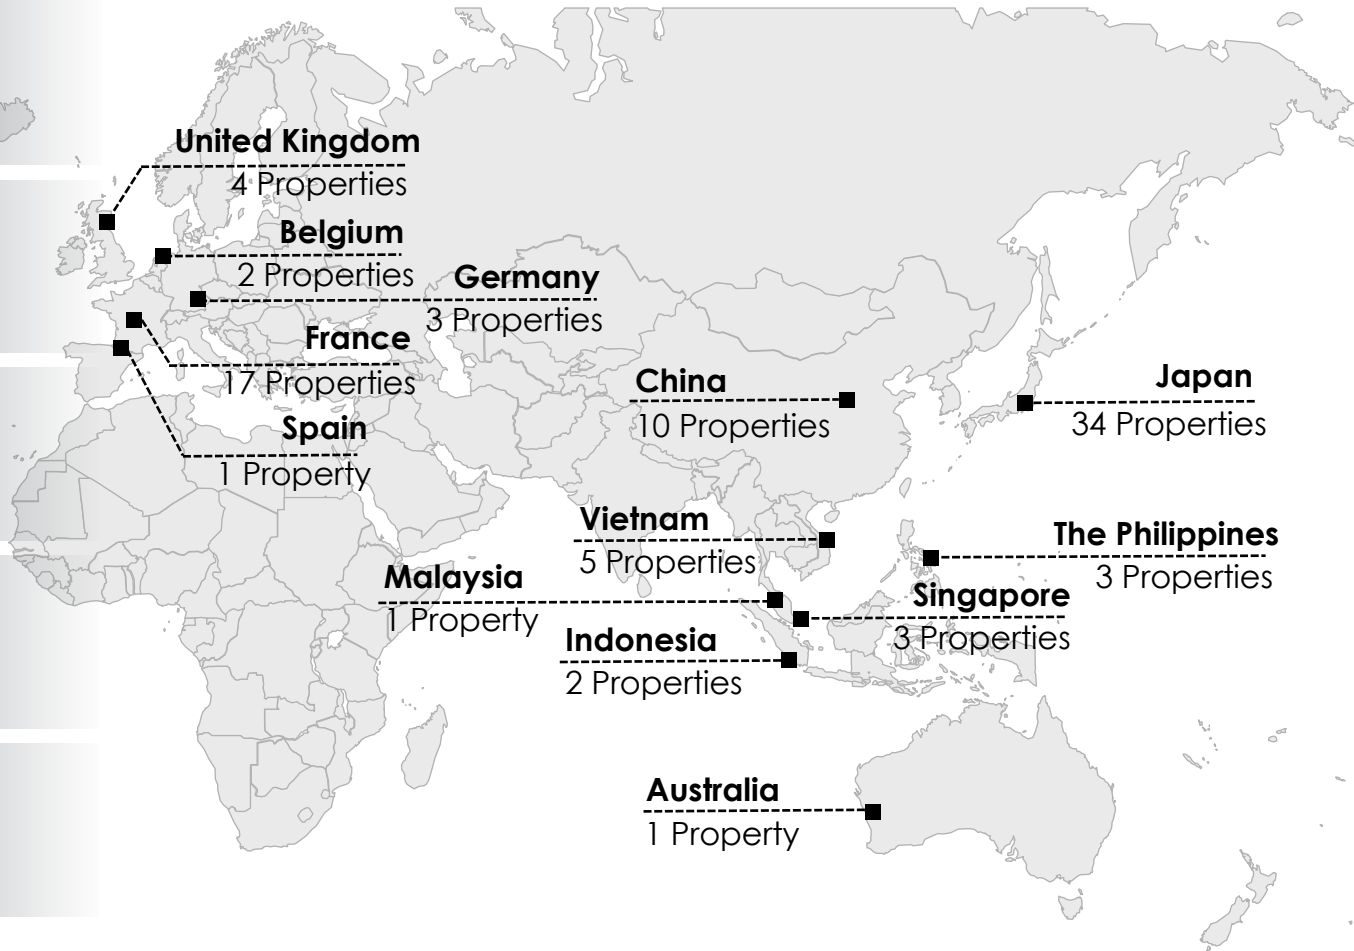 United Kingdom
4 Properties
Belgium
2 Properties
Germany
3 Properties
France
17 Properties
Spain
1 Property
China
10 Properties
Japan
34 Properties
Vietnam
5 Properties
The Philippines
3 Properties
Malaysia
1 Property
Singapore
3 Properties
Indonesia
2 Properties
Australia
1 Property